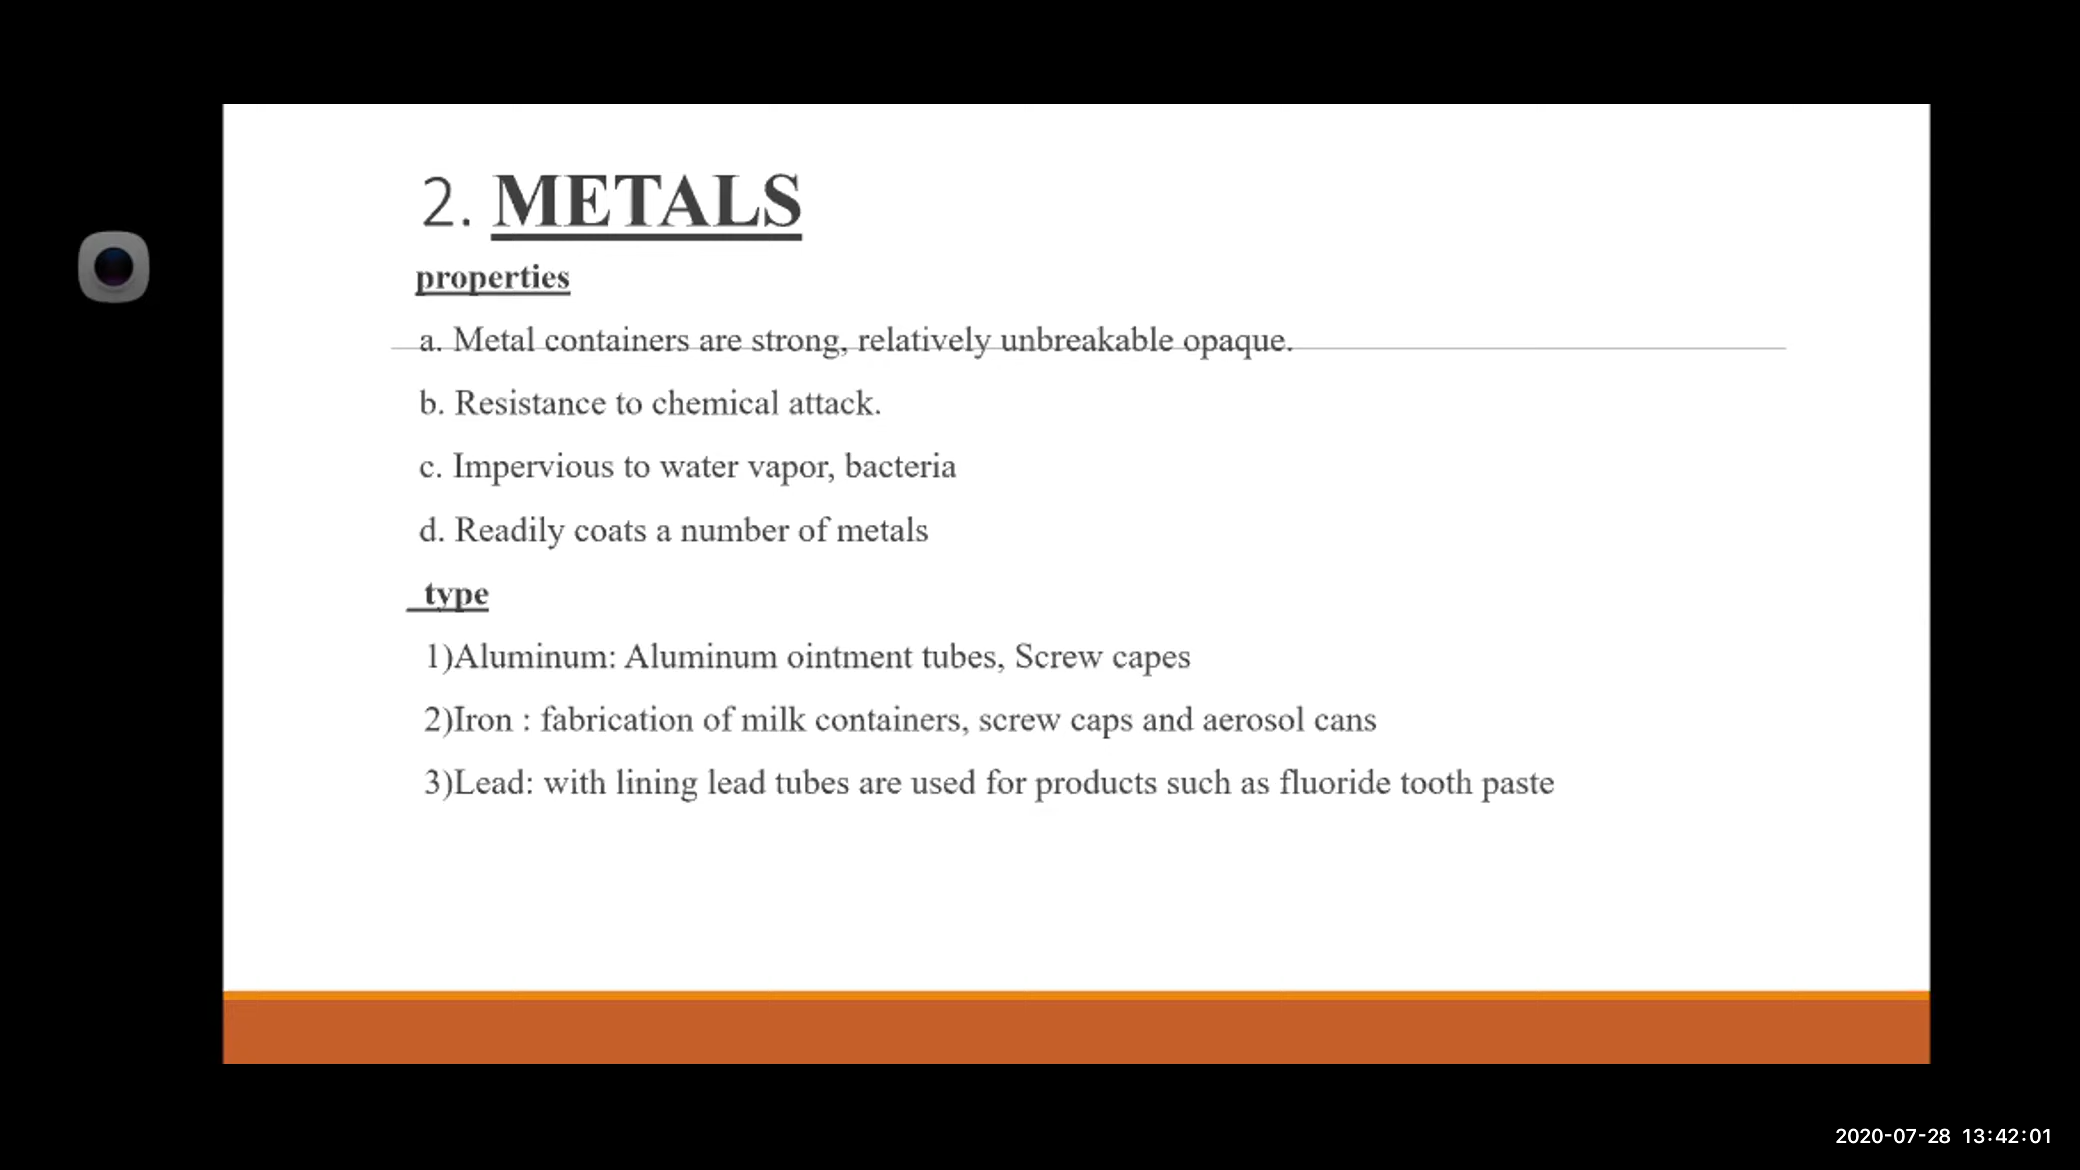 2. METALS
properties
a. Metal containers are strong, relatively unbreakable opaque.
b. Resistance to chemical attack.
c. Impervious to water vapor, bacteria
d. Readily coats a number of metals
type
1)Aluminum: Aluminum ointment tubes, Screw capes
2)Iron : fabrication of milk containers, screw caps and aerosol cans
3)Lead: with lining lead tubes are used for products such as fluoride tooth paste
2020-07-28 13:42:01